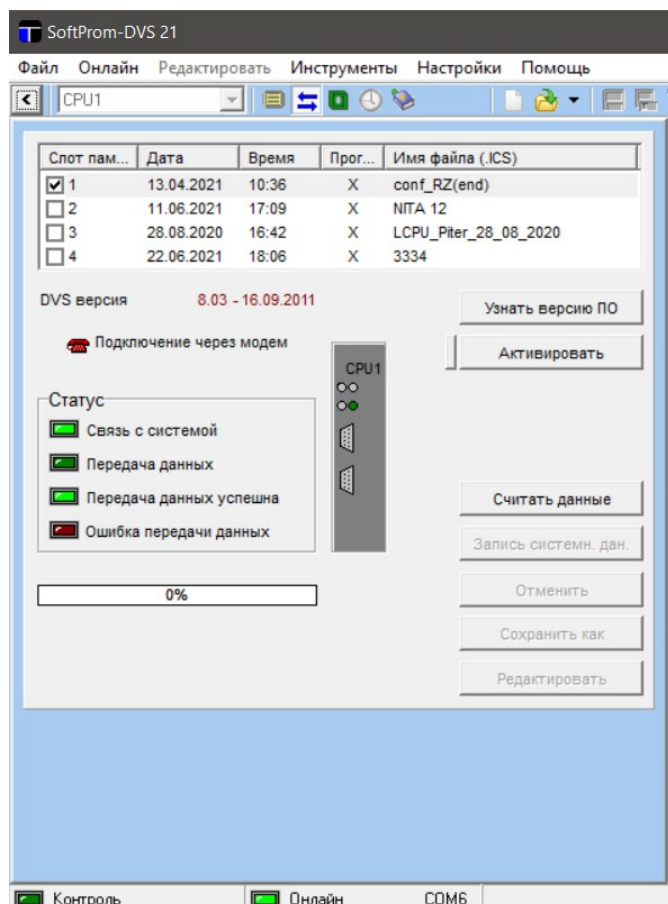 SoftProm-DVS 21
Файл Онлайн Редактировать Инструменты Настройки Помощь
CPU1
Слот пам... Дата Время Прог... Имя файла (.ICS)
1 13.04.2021 10:36 X conf_RZ(end)
2 11.06.2021 17:09 X NITA 12
3 28.08.2020 16:42 X LCPU_Piter_28_08_2020
4 22.06.2021 18:06 X 3334
DVS версия 8.03 - 16.09.2011
Узнать версию ПО
Подключение через модем
Активировать
CPU1
Статус
Связь с системой
Передача данных
Передача данных успешна
Считать данные
Ошибка передачи данных
Запись системн. дан.
0%
Отменить
Сохранить как
Редактировать
Контроль Онлайн COM6